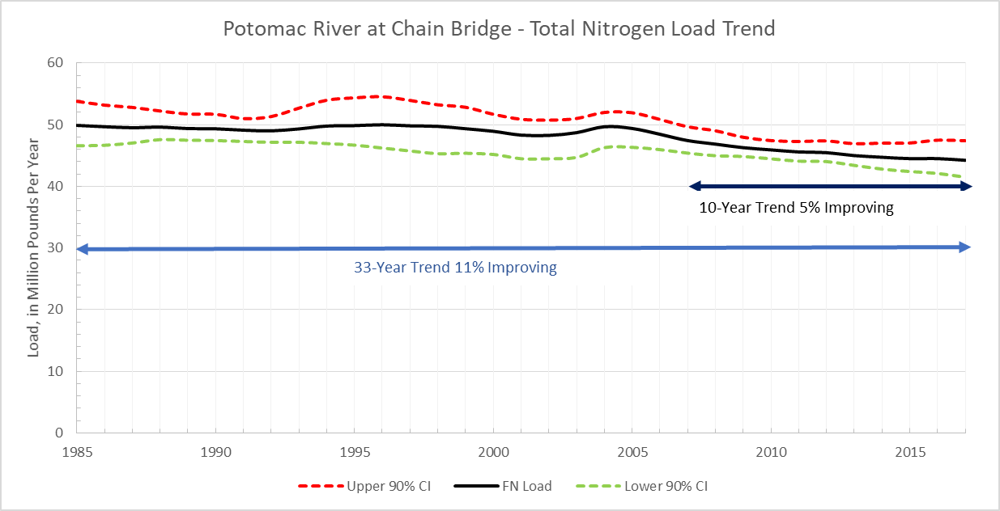 Potomac River at Chain Bridge - Total Nitrogen Load Trend
Load, in Million Pounds Per Year
60
50
40
30
20
10
0
10-Year Trend 5% Improving
33-Year Trend 11% Improving
1985
1990
1995
2000
2005
2010
2015
Upper 90% CI
FN Load
Lower 90% CI